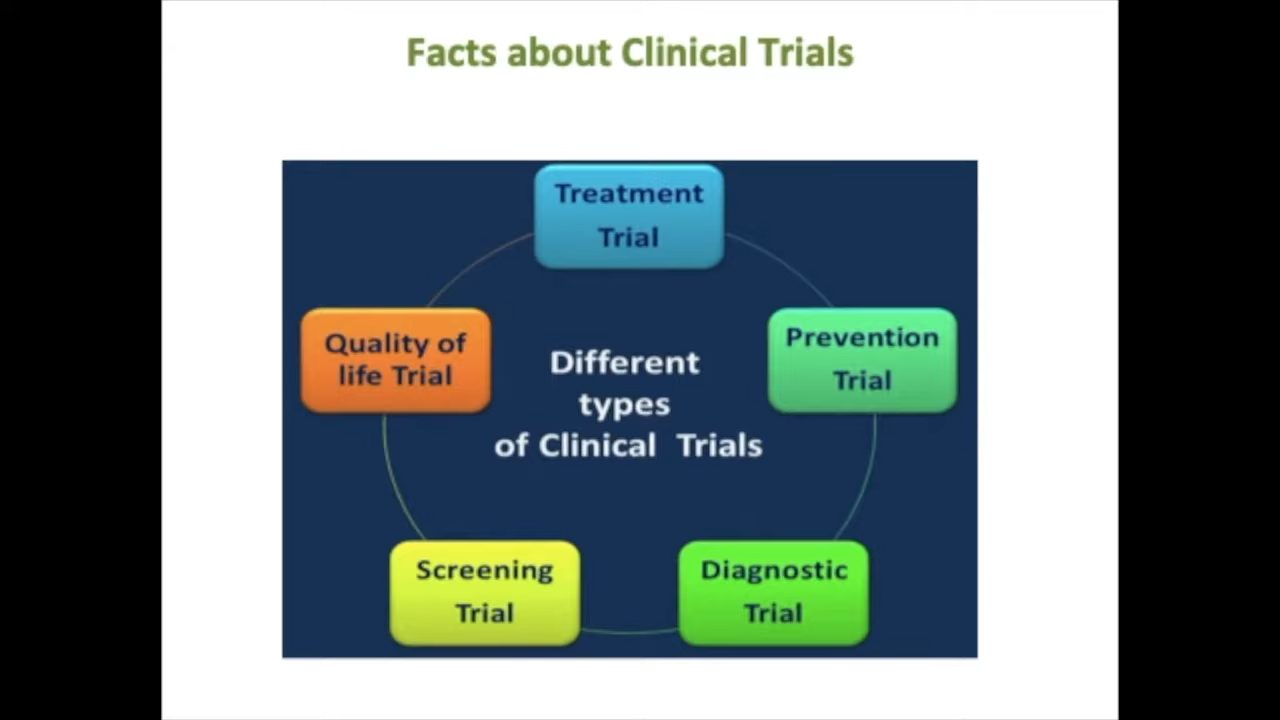 Facts about Clinical Trials
Treatment
Trial
Quality of
life Trial
Prevention
Trial
Different
types
of Clinical Trials
Screening
Trial
Diagnostic
Trial